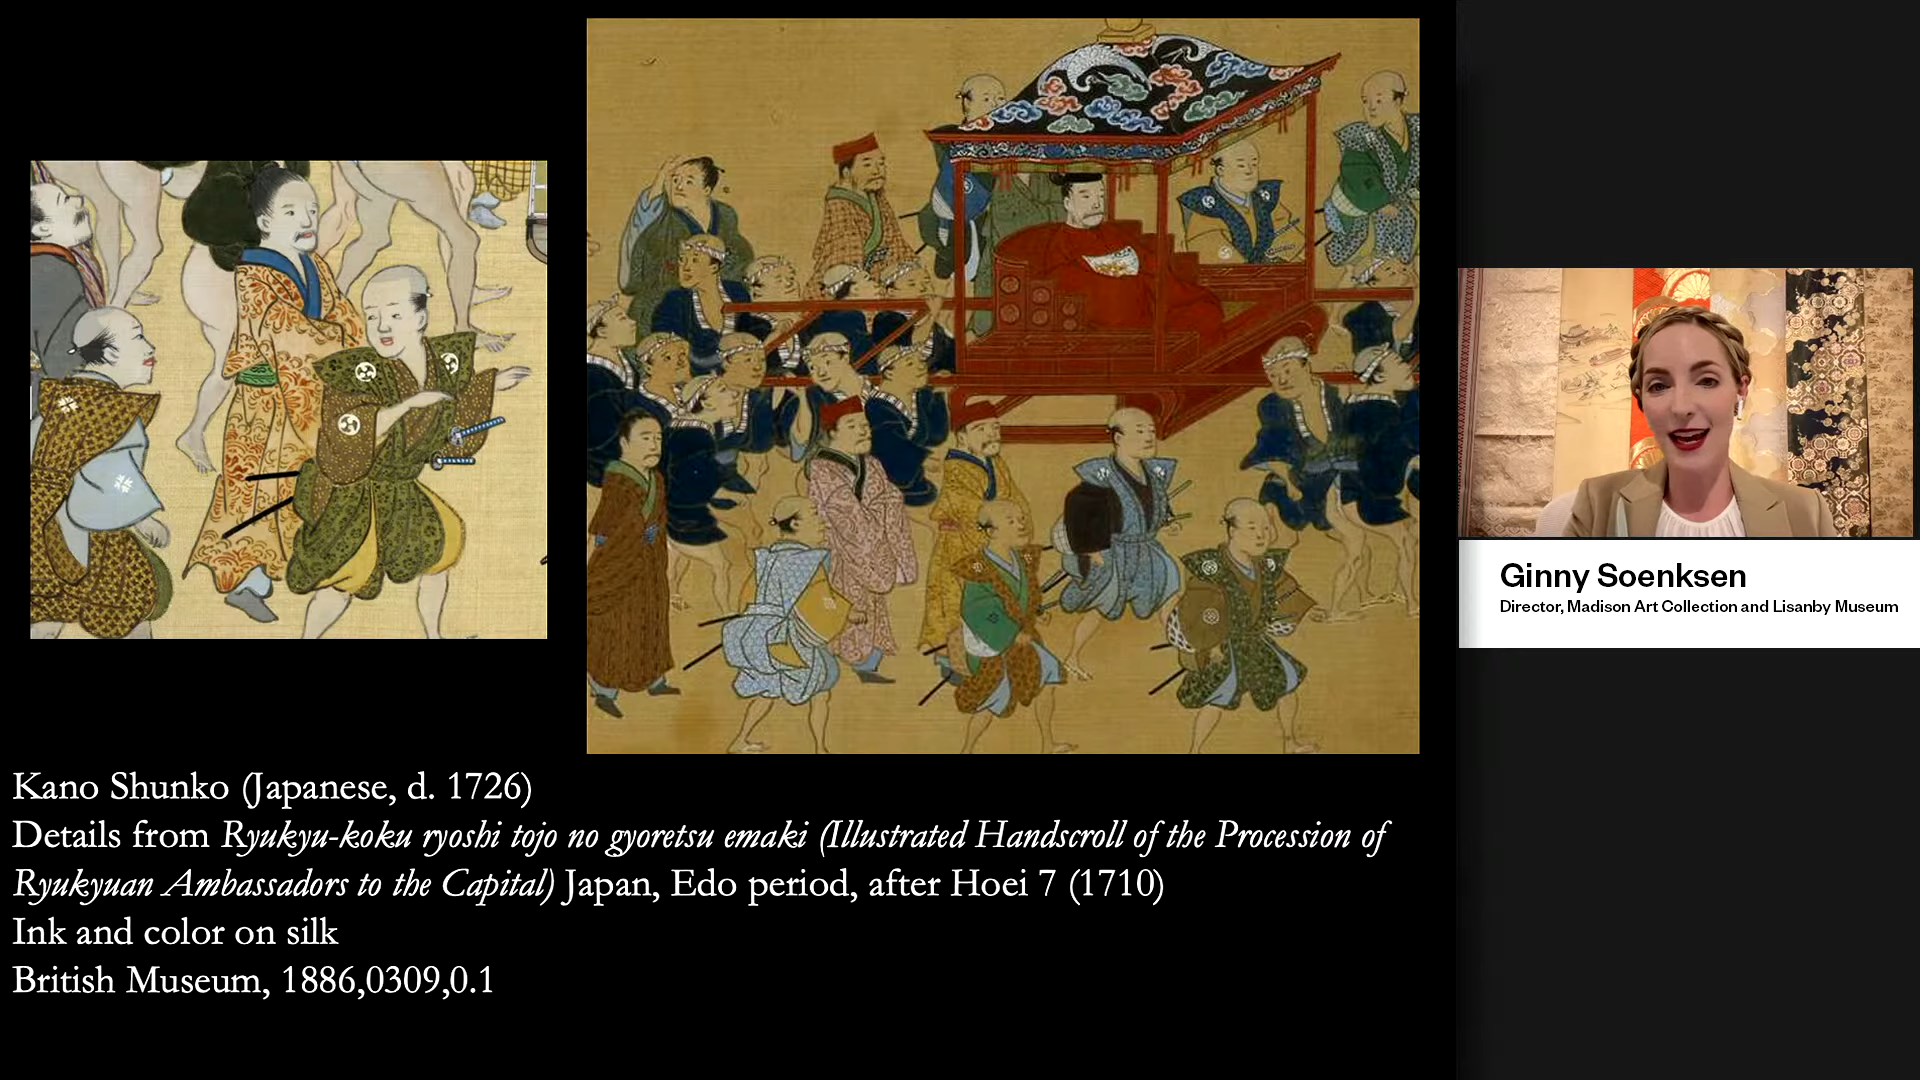 Kano Shunko (Japanese, d. 1726)
Details from Ryukyu-koku ryoshi tojo no gyoretsu emaki (Illustrated Handscroll of the Procession of
Ryukyuan Ambassadors to the Capital) Japan, Edo period, after Hoei 7 (1710)
Ink and color on silk
British Museum, 1886,0309,0.1
Ginny Soenksen
Director, Madison Art Collection and Lisanby Museum